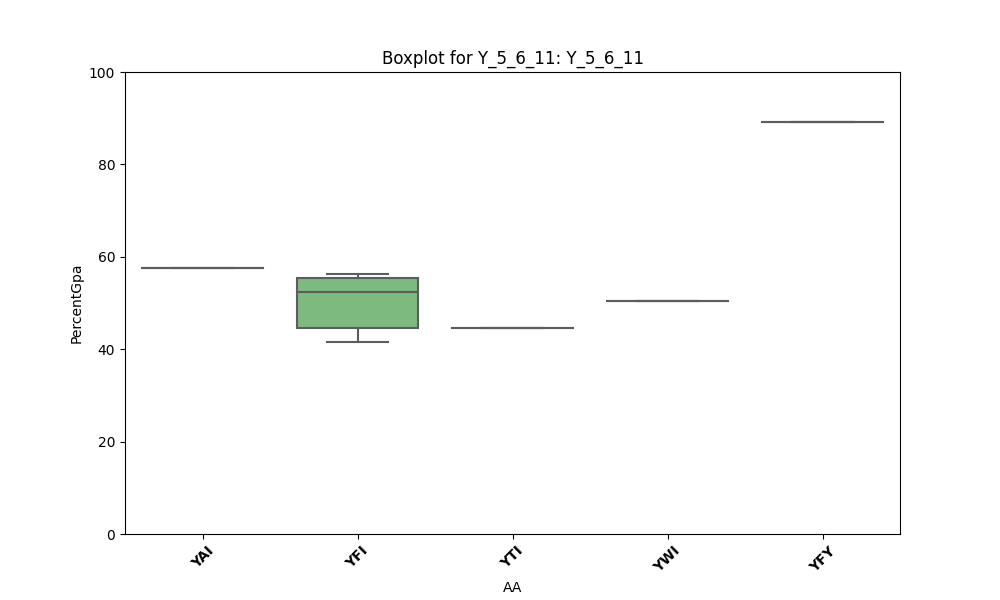 Boxplot for Y_5_6_11: Y_5_6_11
100
80
60
40
20
0
PercentGpa
YAI
YFI
YTI
YWI
YFY
AA